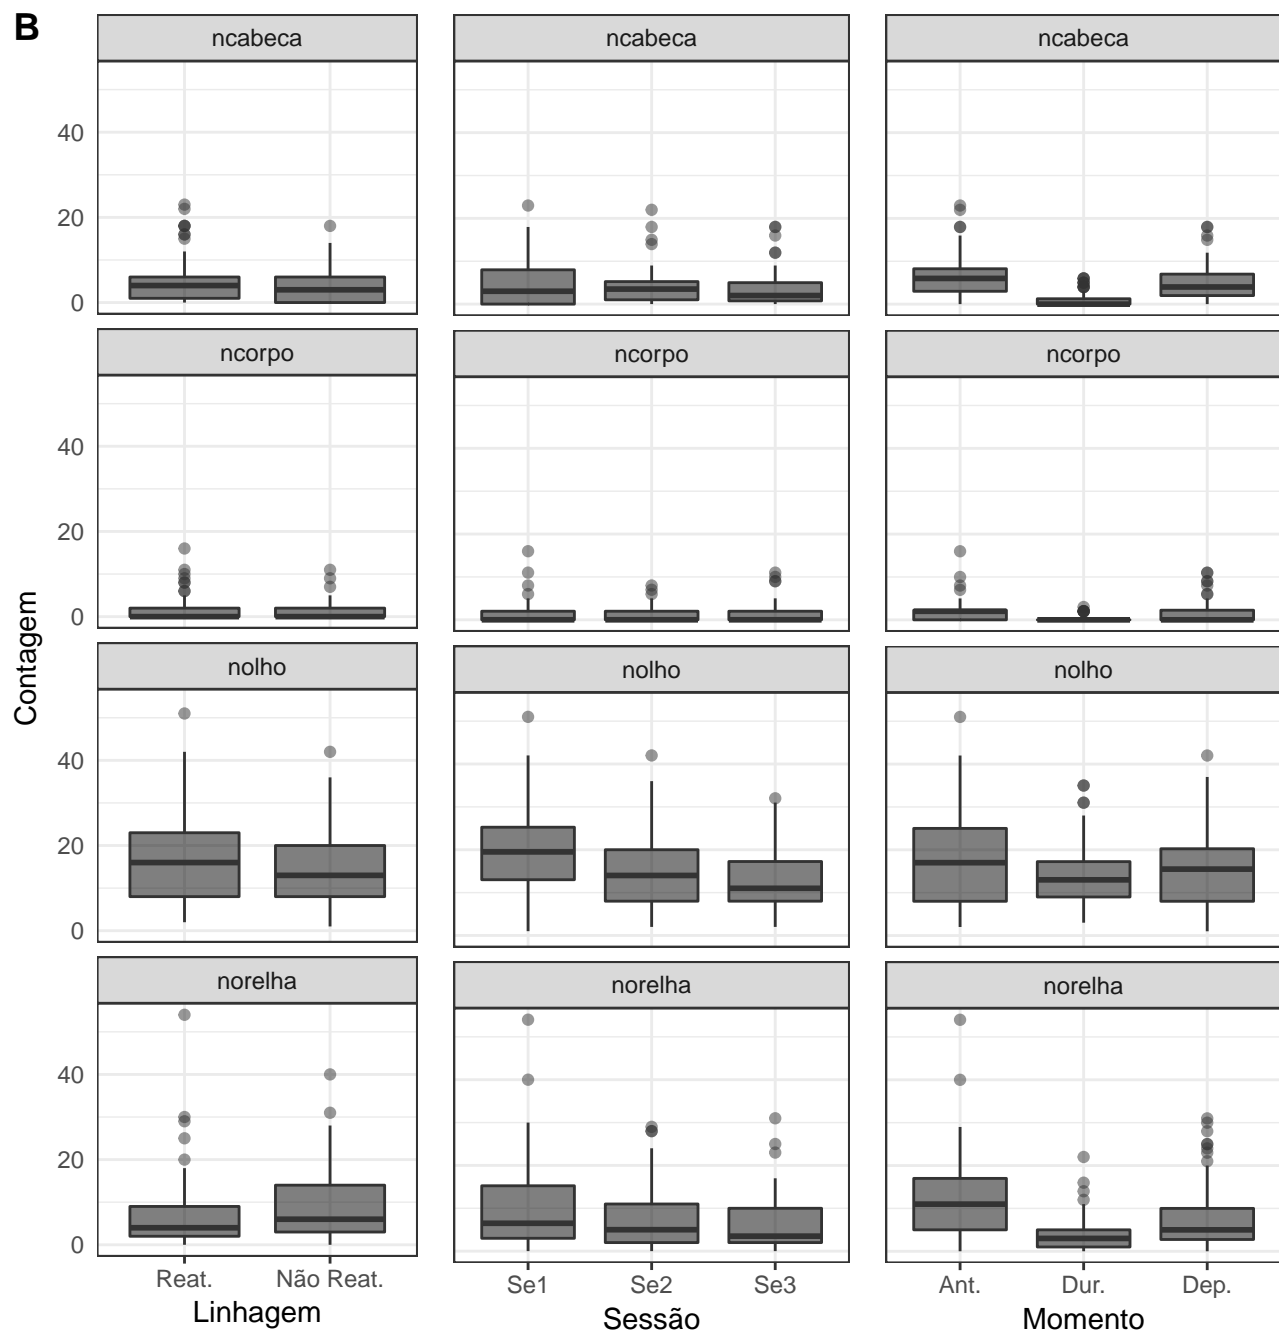 B
ncabeca
ncabeca
ncabeca
40
20
0
ncorpo
ncorpo
ncorpo
40
20
0
Contagem
nolho
nolho
nolho
40
20
0
norelha
norelha
norelha
40
20
0
Reat. Não Reat.
Se1 Se2 Se3
Ant. Dur. Dep.
Linhagem
Sessão
Momento